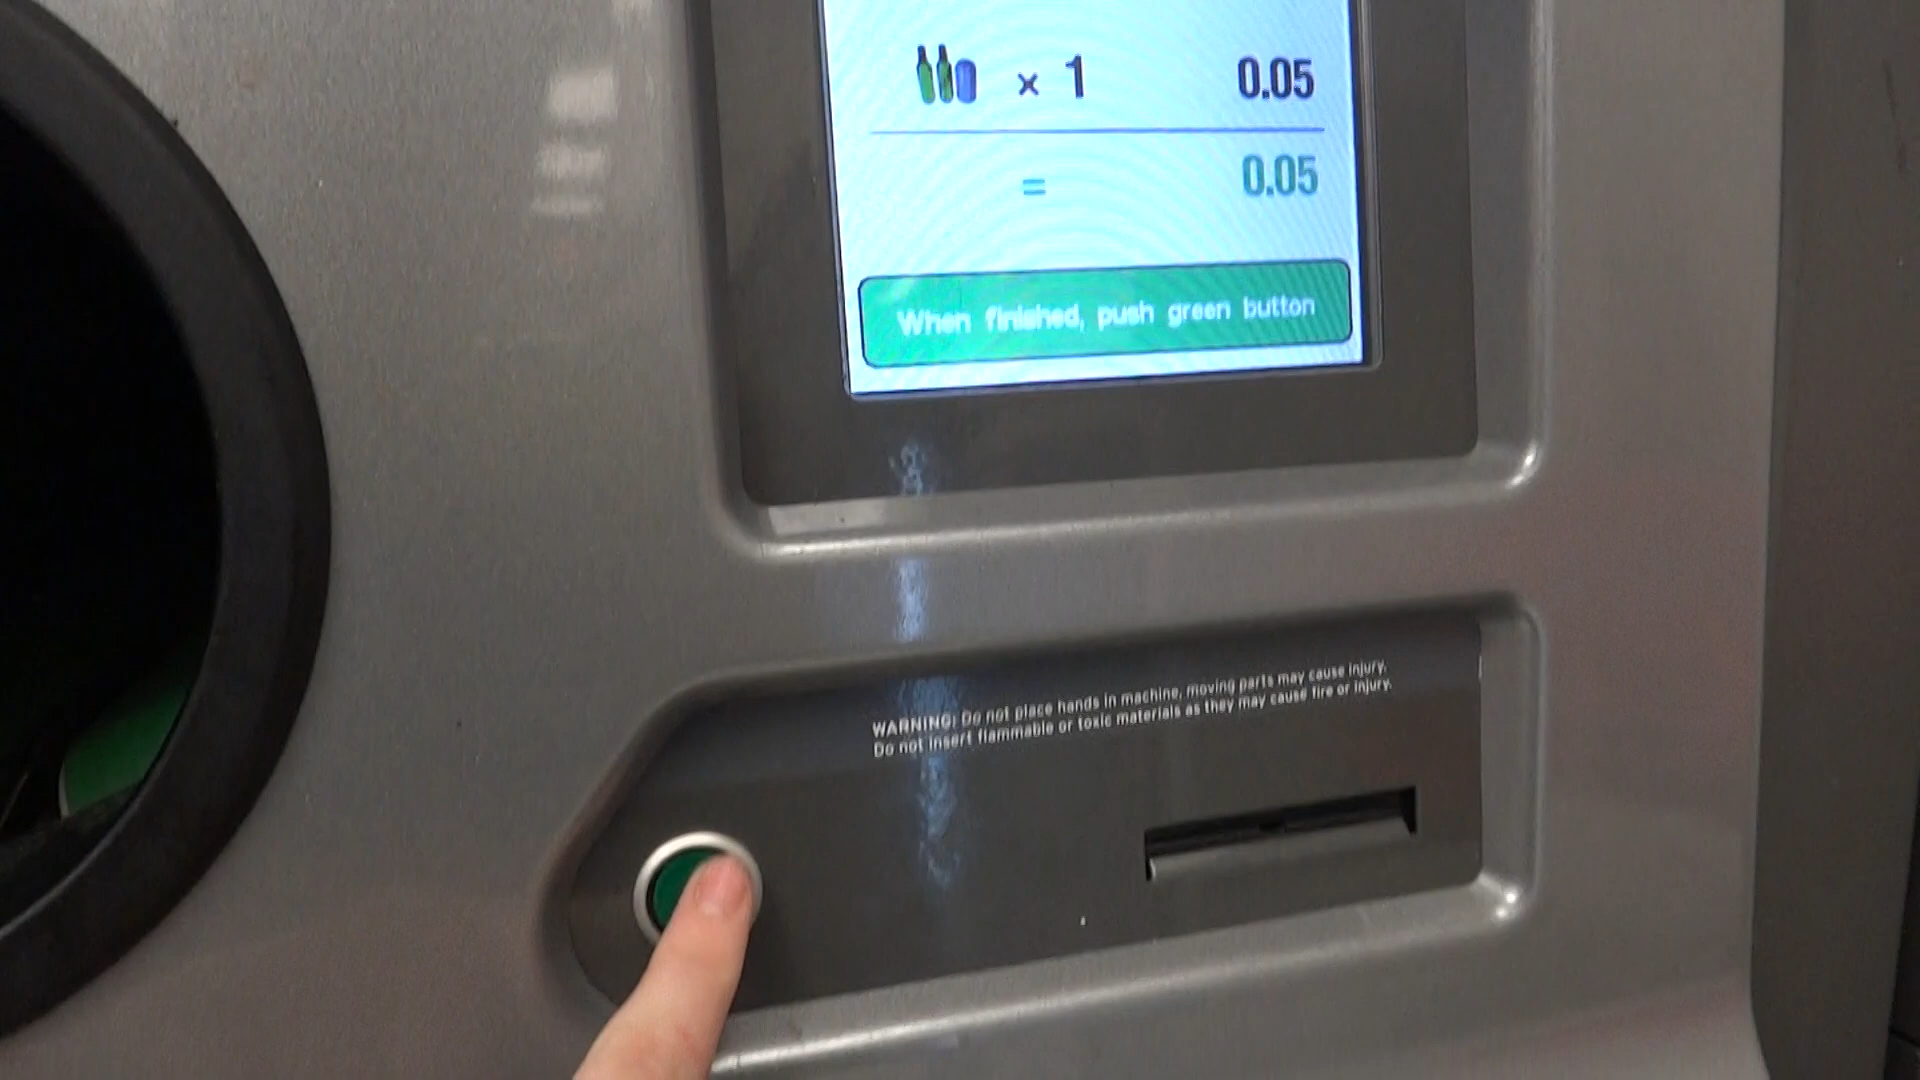 × 1 0.05
= 0.05
When finished, push green button
WARNING: Do not place hands in machine, moving parts may cause injury.
Do not insert flammable or toxic materials as they may cause fire or injury.